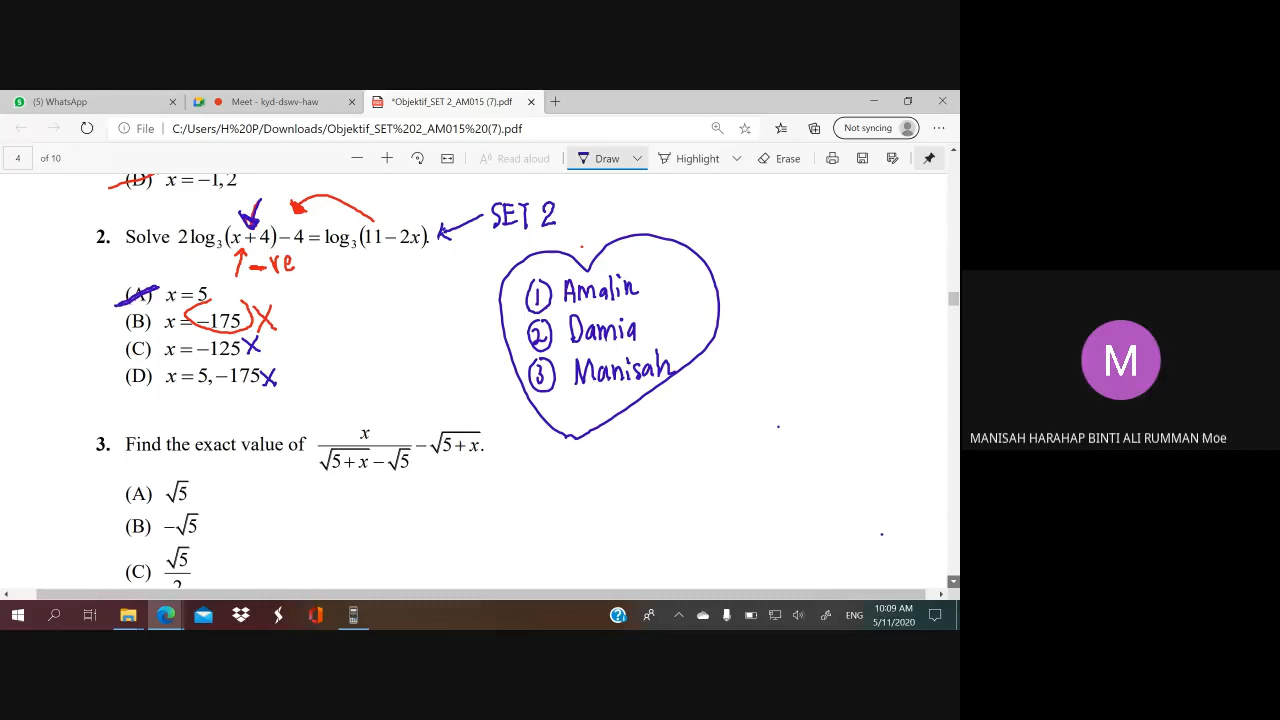 (5) WhatsApp
Meet - kyd-dswv-haw
*Objektif_SET 2_AM015 (7).pdf
File
C:/Users/H%20P/Downloads/Objektif_SET%202_AM015%20(7).pdf
Not syncing
4 of 10
Read aloud
Draw
Highlight
Erase
(D) x = −1, 2
2. Solve 2 log₃(x + 4) − 4 = log₃(11 − 2x).
SET 2
-ve
(A) x = 5
(B) x = −175 X
(C) x = −125 X
(D) x = 5, −175 X
① Amalin
② Damia
③ Manisah
3. Find the exact value of x/(√(5+x) − √5) − √(5+x).
(A) √5
(B) −√5
(C) √5/2
M
MANISAH HARAHAP BINTI ALI RUMMAN Moe
ENG
10:09 AM
5/11/2020